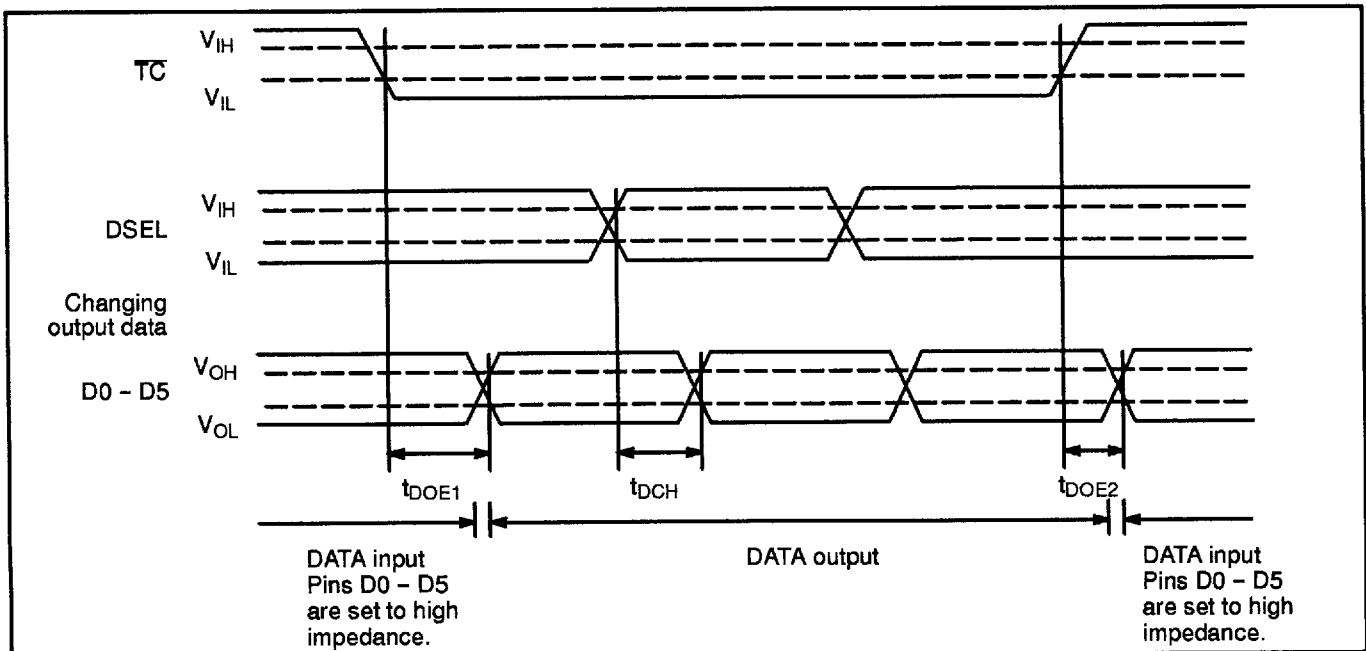 V_IH
T̅C̅
V_IL
V_IH
DSEL
V_IL
Changing
output data
V_OH
D0 – D5
V_OL
t_DOE1
t_DCH
t_DOE2
DATA input
Pins D0 – D5
are set to high
impedance.
DATA output
DATA input
Pins D0 – D5
are set to high
impedance.